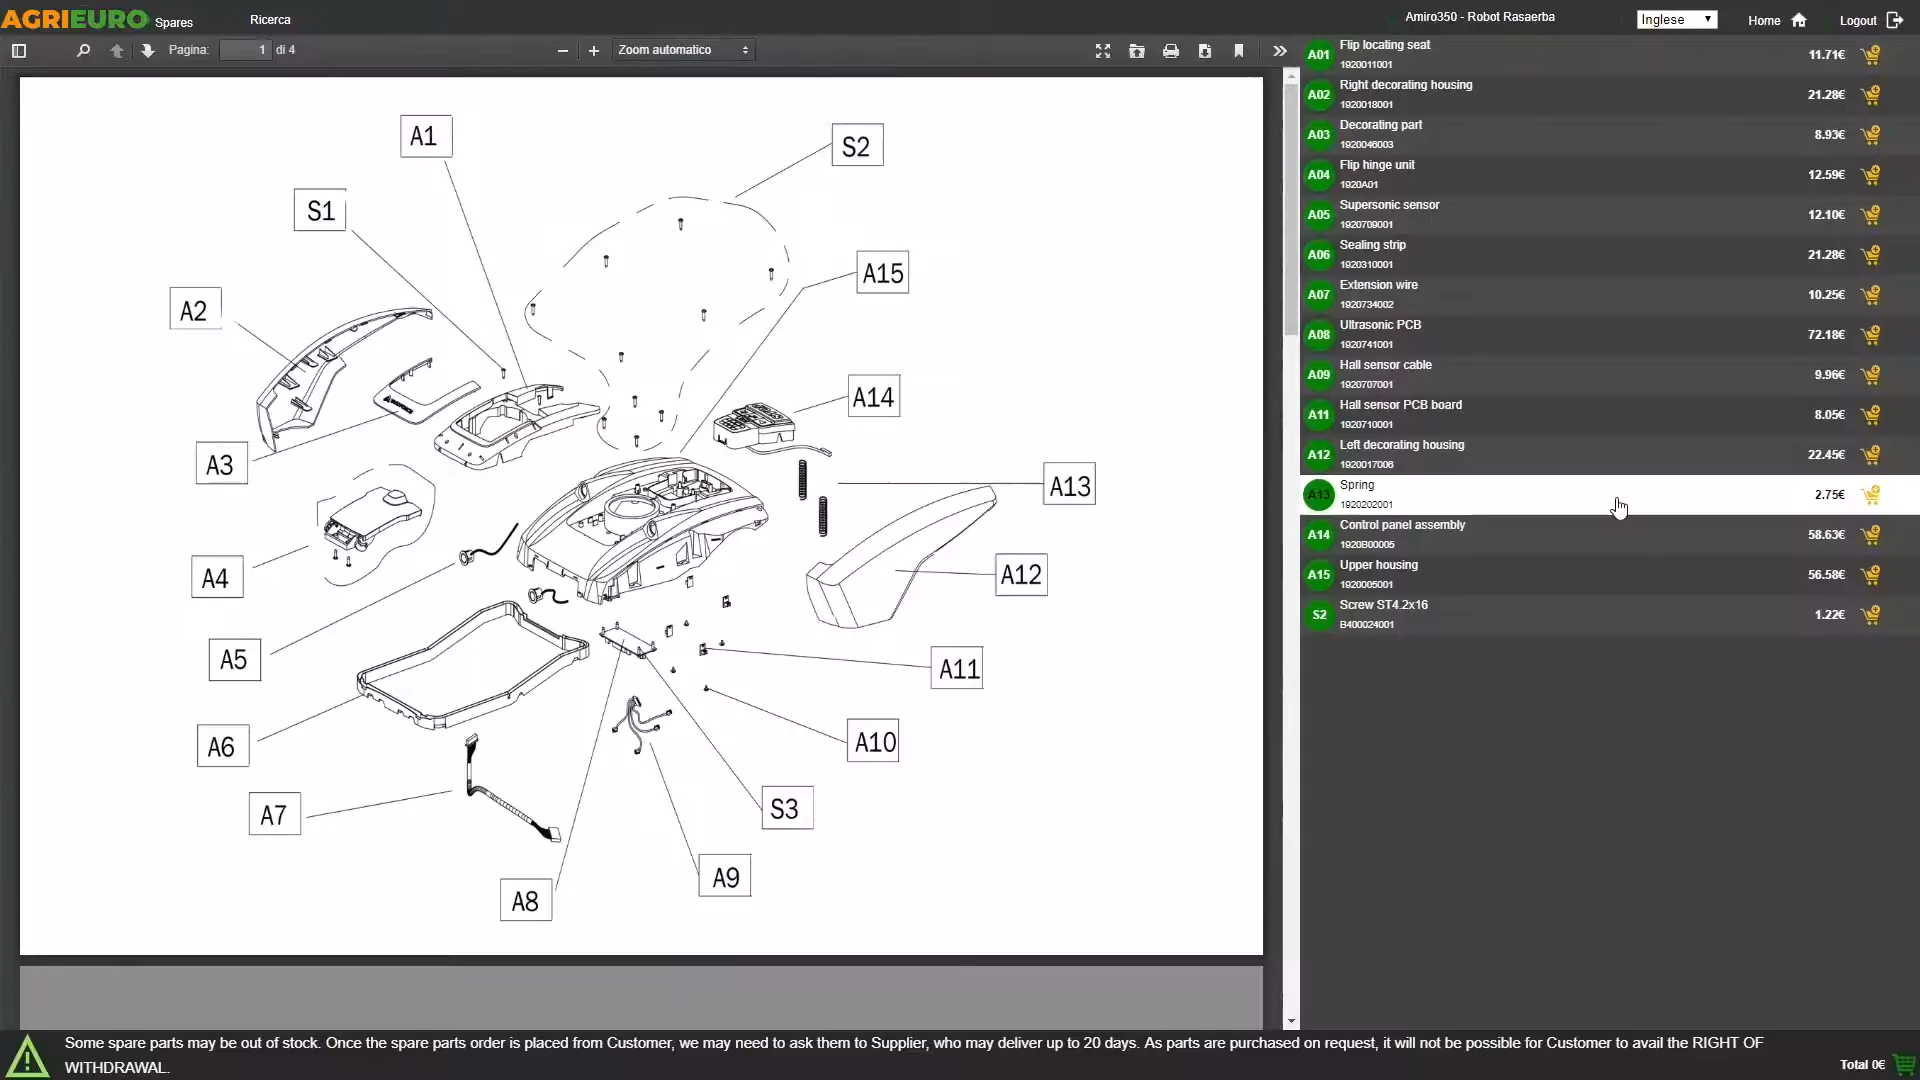 AGRIEURO Spares
Ricerca
Amiro350 - Robot Rasaerba
Inglese
Home
Logout
Pagina: 1 di 4
Zoom automatico
A1
S2
S1
A15
A2
A14
A3
A13
A4
A12
A5
A11
A6
A10
A7
S3
A9
A8
A01 Flip locating seat 11.71€
1920011001
A02 Right decorating housing 21.28€
1920018001
A03 Decorating part 8.93€
1920046003
A04 Flip hinge unit 12.59€
1920A01
A05 Supersonic sensor 12.10€
1920709001
A06 Sealing strip 21.28€
1920310001
A07 Extension wire 10.25€
1920734002
A08 Ultrasonic PCB 72.18€
1920741001
A09 Hall sensor cable 9.96€
1920707001
A11 Hall sensor PCB board 8.05€
1920710001
A12 Left decorating housing 22.45€
1920017006
A13 Spring 2.75€
1920202001
A14 Control panel assembly 58.63€
1920B00005
A15 Upper housing 56.58€
1920005001
S2 Screw ST4.2x16 1.22€
B400024001
Some spare parts may be out of stock. Once the spare parts order is placed from Customer, we may need to ask them to Supplier, who may deliver up to 20 days. As parts are purchased on request, it will not be possible for Customer to avail the RIGHT OF
WITHDRAWAL.
Total 0€